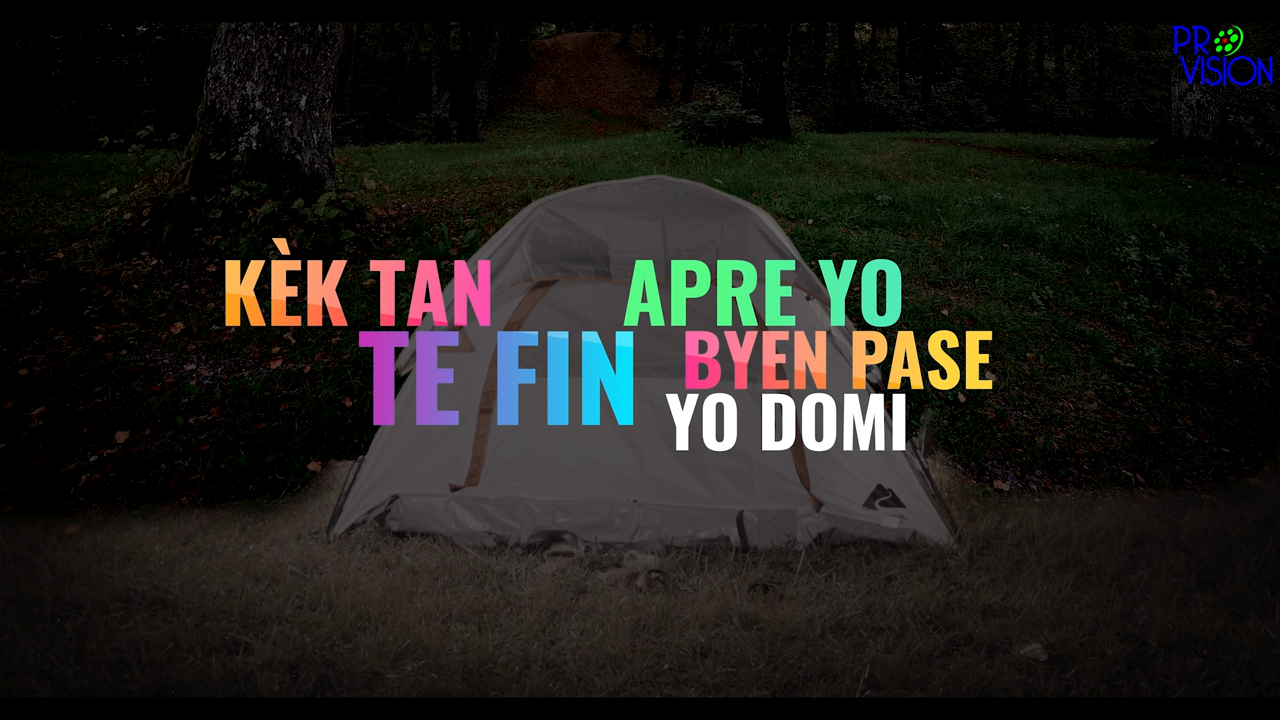 KÈK TAN
TE FIN
APRE YO
BYEN PASE
YO DOMI
PRO
VISION